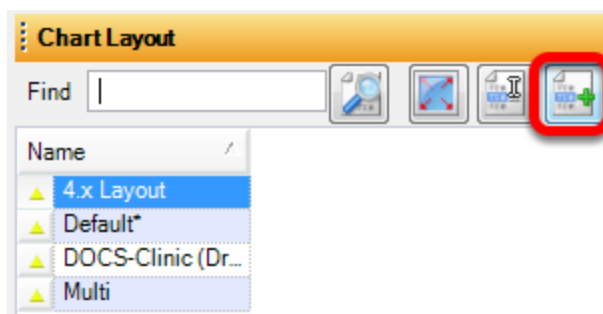 Chart Layout
Find
Name
4.x Layout
Default*
DOCS-Clinic (Dr...
Multi